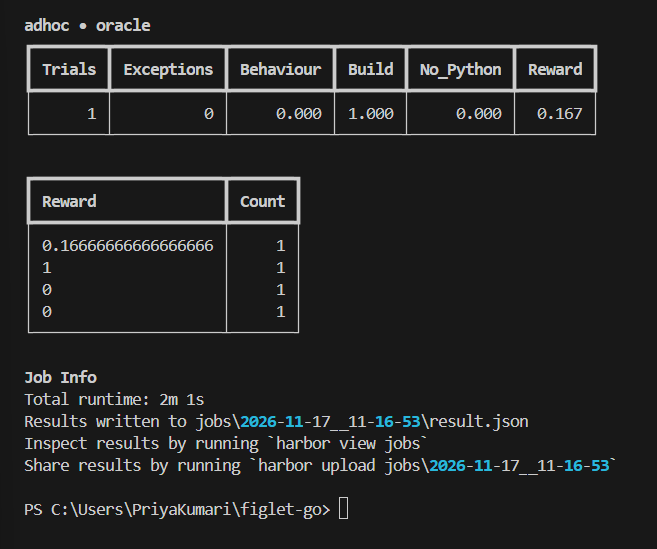 adhoc • oracle
Trials Exceptions Behaviour Build No_Python Reward
1 0 0.000 1.000 0.000 0.167
Reward Count
0.16666666666666666 1
1 1
0 1
0 1
Job Info
Total runtime: 2m 1s
Results written to jobs\2026-11-17__11-16-53\result.json
Inspect results by running `harbor view jobs`
Share results by running `harbor upload jobs\2026-11-17__11-16-53`
PS C:\Users\PriyaKumari\figlet-go>